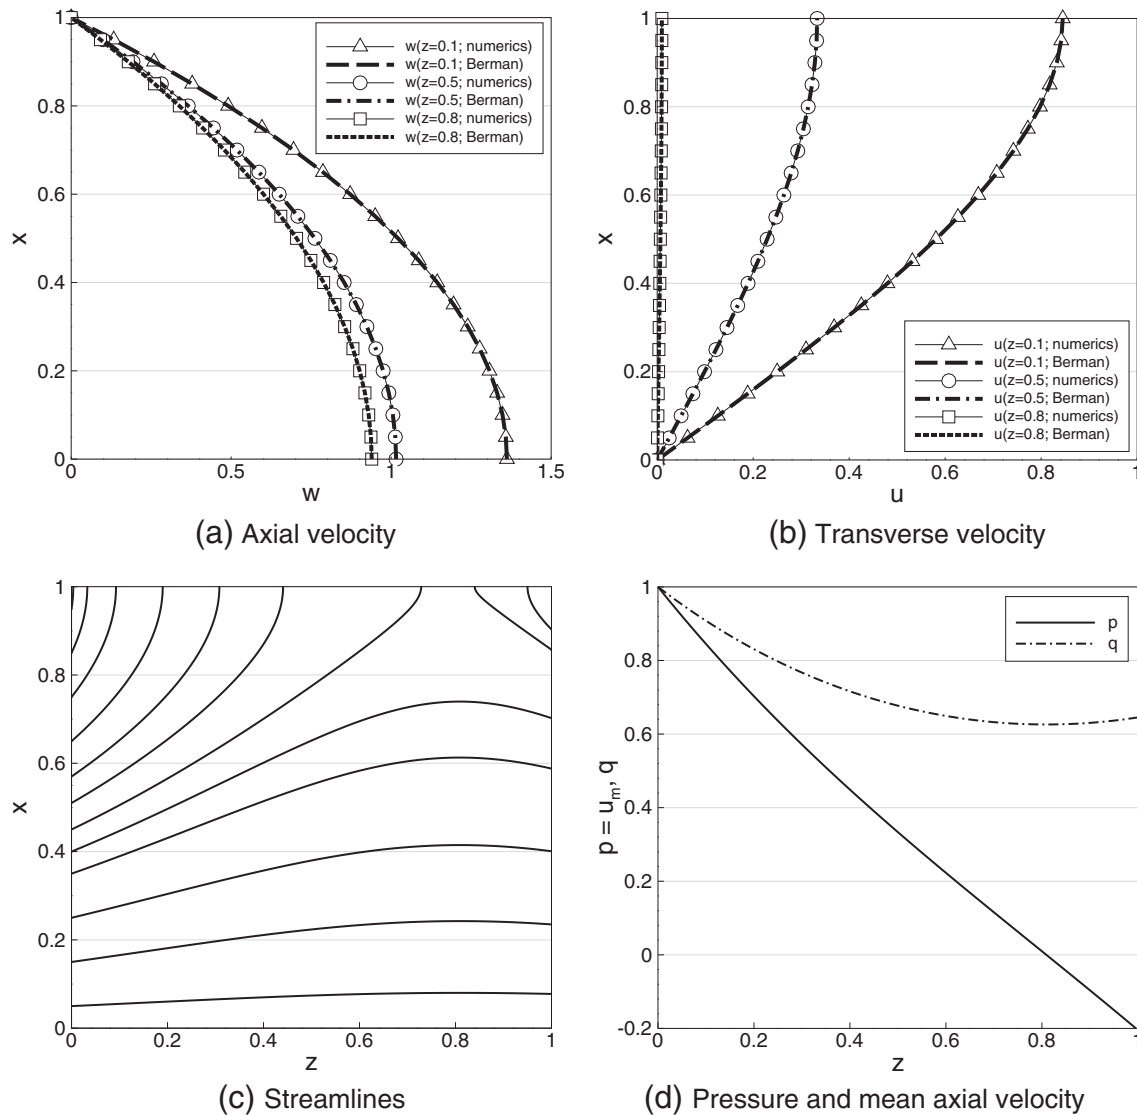 1
0.8
0.6
0.4
0.2
0
x
0
0.5
1
1.5
w
w(z=0.1; numerics)
w(z=0.1; Berman)
w(z=0.5; numerics)
w(z=0.5; Berman)
w(z=0.8; numerics)
w(z=0.8; Berman)
(a) Axial velocity
1
0.8
0.6
0.4
0.2
0
x
0
0.2
0.4
0.6
0.8
1
u
u(z=0.1; numerics)
u(z=0.1; Berman)
u(z=0.5; numerics)
u(z=0.5; Berman)
u(z=0.8; numerics)
u(z=0.8; Berman)
(b) Transverse velocity
1
0.8
0.6
0.4
0.2
0
x
0
0.2
0.4
0.6
0.8
1
z
(c) Streamlines
1
0.8
0.6
0.4
0.2
0
-0.2
p = u_m, q
0
0.2
0.4
0.6
0.8
1
z
p
q
(d) Pressure and mean axial velocity